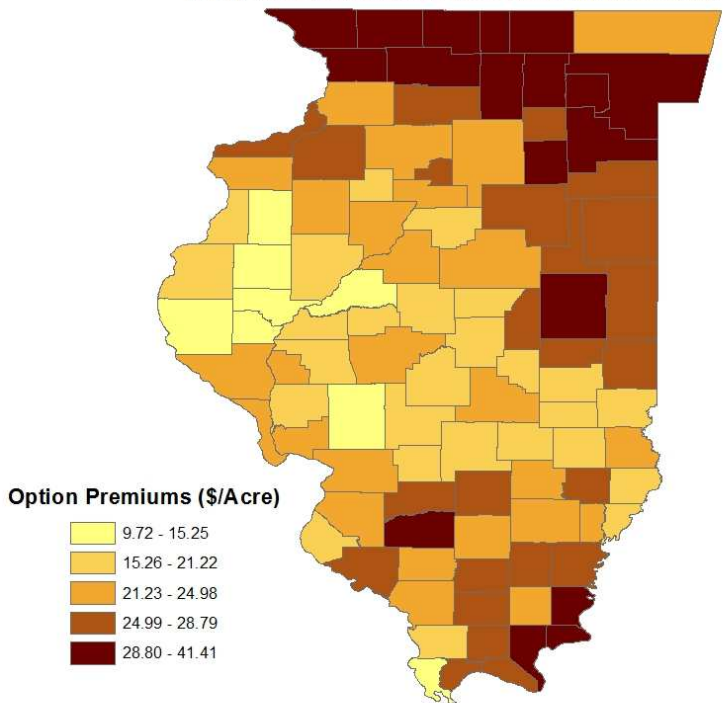 Option Premiums ($/Acre)
9.72 - 15.25
15.26 - 21.22
21.23 - 24.98
24.99 - 28.79
28.80 - 41.41